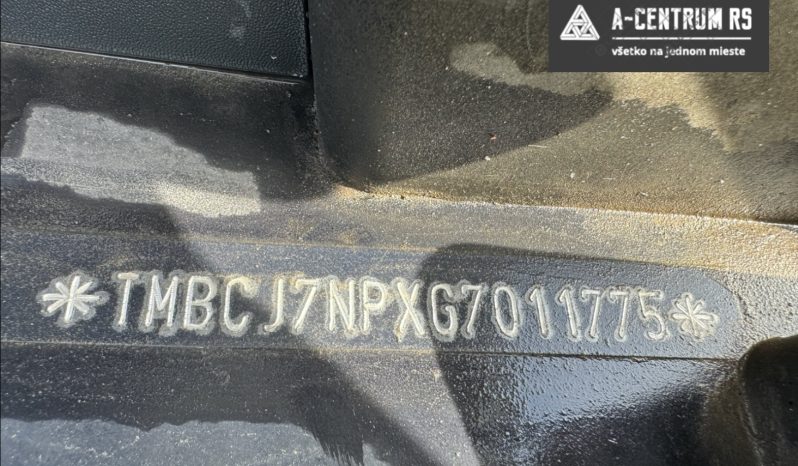 A-CENTRUM RS
všetko na jednom mieste
*TMBCJ7NPXG7011775*